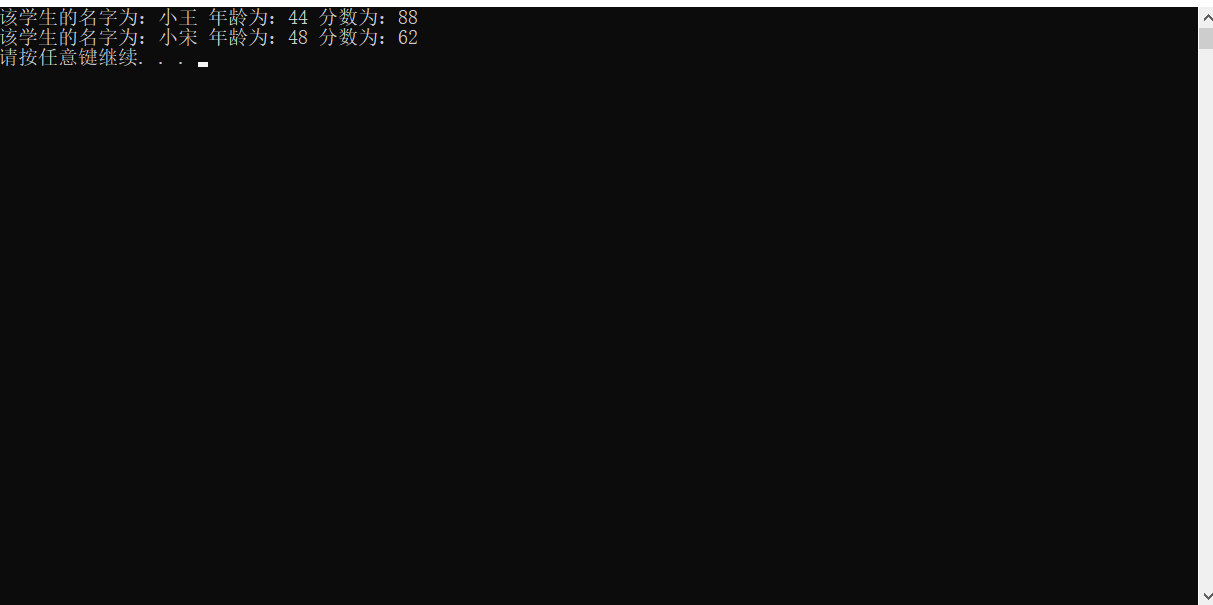 该学生的名字为：小王 年龄为：44 分数为：88
该学生的名字为：小宋 年龄为：48 分数为：62
请按任意键继续. . .